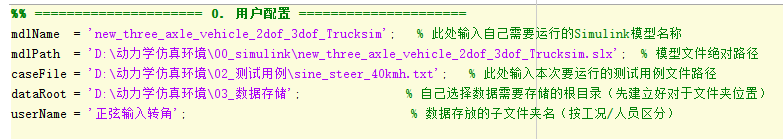 %% ===================== 0. 用户配置 =====================
mdlName = 'new_three_axle_vehicle_2dof_3dof_Trucksim'; % 此处输入自己需要运行的Simulink模型名称
mdlPath = 'D:\动力学仿真环境\00_simulink\new_three_axle_vehicle_2dof_3dof_Trucksim.slx'; % 模型文件绝对路径
caseFile = 'D:\动力学仿真环境\02_测试用例\sine_steer_40kmh.txt'; % 此处输入本次要运行的测试用例文件路径
dataRoot = 'D:\动力学仿真环境\03_数据存储'; % 自己选择数据需要存储的根目录（先建立好对于文件夹位置）
userName = '正弦输入转角'; % 数据存放的子文件夹名（按工况/人员区分）